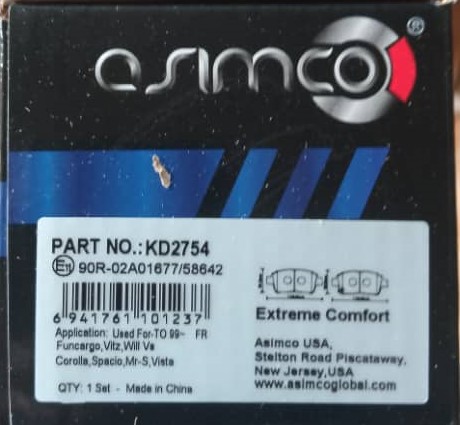 asimco®
PART NO.:KD2754
E11 90R-02A01677/58642
6 941761 101237
Application: Used For-TO 99- FR
Funcargo,Vitz,Will Vs
Corolla,Spacio,Mr-S,Vista
QTY: 1 Set - Made in China
Extreme Comfort
Asimco USA,
Stelton Road Piscataway,
New Jersey,USA
www.asimcoglobal.com